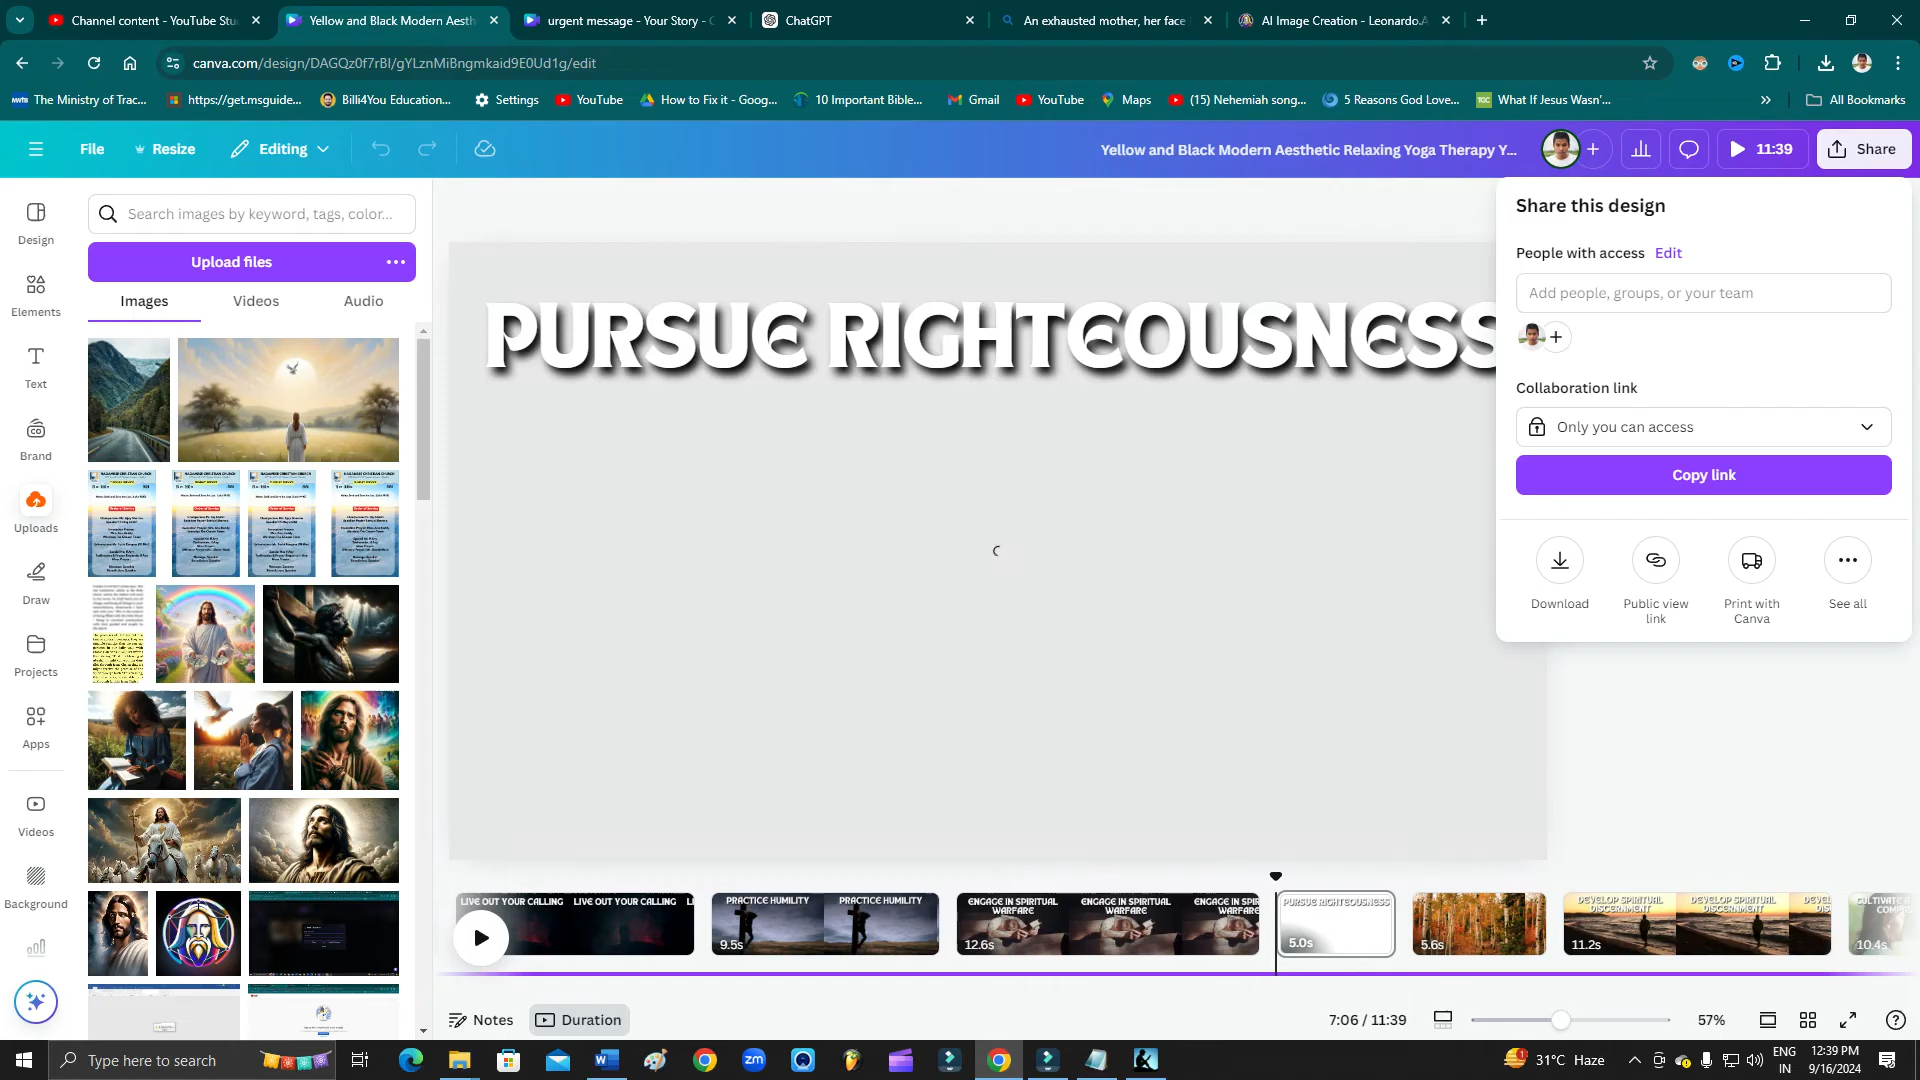 Channel content - YouTube Stu
Yellow and Black Modern Aesth
urgent message - Your Story - C
ChatGPT
An exhausted mother, her face
AI Image Creation - Leonardo.A
canva.com/design/DAGQz0f7rBI/gYLznMiBngmkaid9E0Ud1g/edit
The Ministry of Trac...
https://get.msguide...
Billi4You Education...
Settings
YouTube
How to Fix it - Goog...
10 Important Bible...
Gmail
YouTube
Maps
(15) Nehemiah song...
5 Reasons God Love...
What If Jesus Wasn'...
All Bookmarks
File
Resize
Editing
Yellow and Black Modern Aesthetic Relaxing Yoga Therapy Y...
11:39
Share
Design
Elements
Text
Brand
Uploads
Draw
Projects
Apps
Videos
Background
Search images by keyword, tags, color...
Upload files
Images
Videos
Audio
PURSUE RIGHTEOUSNESS
Share this design
People with access
Edit
Add people, groups, or your team
Collaboration link
Only you can access
Copy link
Download
Public view link
Print with Canva
See all
LIVE OUT YOUR CALLING
LIVE OUT YOUR CALLING
PRACTICE HUMILITY
PRACTICE HUMILITY
9.5s
ENGAGE IN SPIRITUAL WARFARE
ENGAGE IN SPIRITUAL WARFARE
ENGAGE IN SPIR
WARFARE
12.6s
PURSUE RIGHTEOUSNESS
5.0s
5.6s
DEVELOP SPIRITUAL DISCERNMENT
DEVELOP SPIRITUAL DISCERNMENT
11.2s
10.4s
Notes
Duration
7:06 / 11:39
57%
Type here to search
31°C Haze
ENG
IN
12:39 PM
9/16/2024